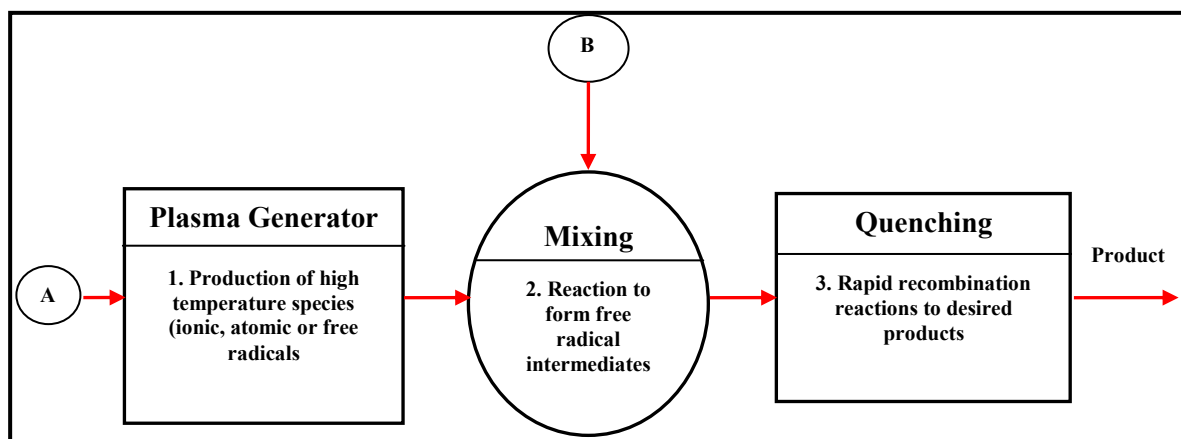 B
Plasma Generator
1. Production of high
temperature species
(ionic, atomic or free
radicals
A
Mixing
2. Reaction to
form free
radical
intermediates
Quenching
3. Rapid recombination
reactions to desired
products
Product